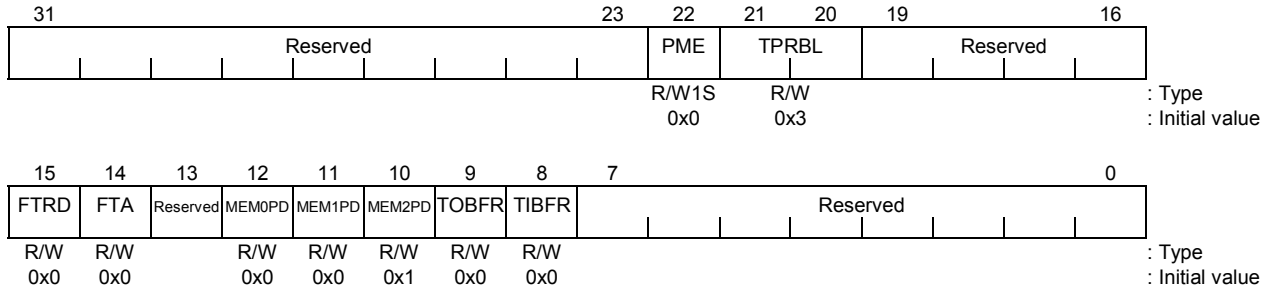 31 23 22 21 20 19 16
Reserved PME TPRBL Reserved
R/W1S R/W : Type
0x0 0x3 : Initial value
15 14 13 12 11 10 9 8 7 0
FTRD FTA Reserved MEM0PD MEM1PD MEM2PD TOBFR TIBFR Reserved
R/W R/W R/W R/W R/W R/W R/W : Type
0x0 0x0 0x0 0x0 0x1 0x0 0x0 : Initial value